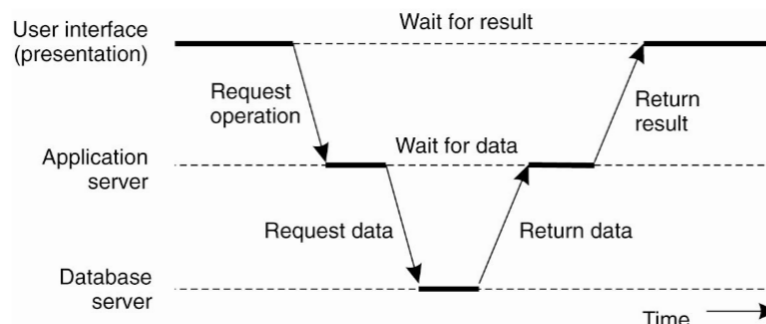 User interface
(presentation)
Wait for result
Request
operation
Return
result
Application
server
Wait for data
Request data
Return data
Database
server
Time